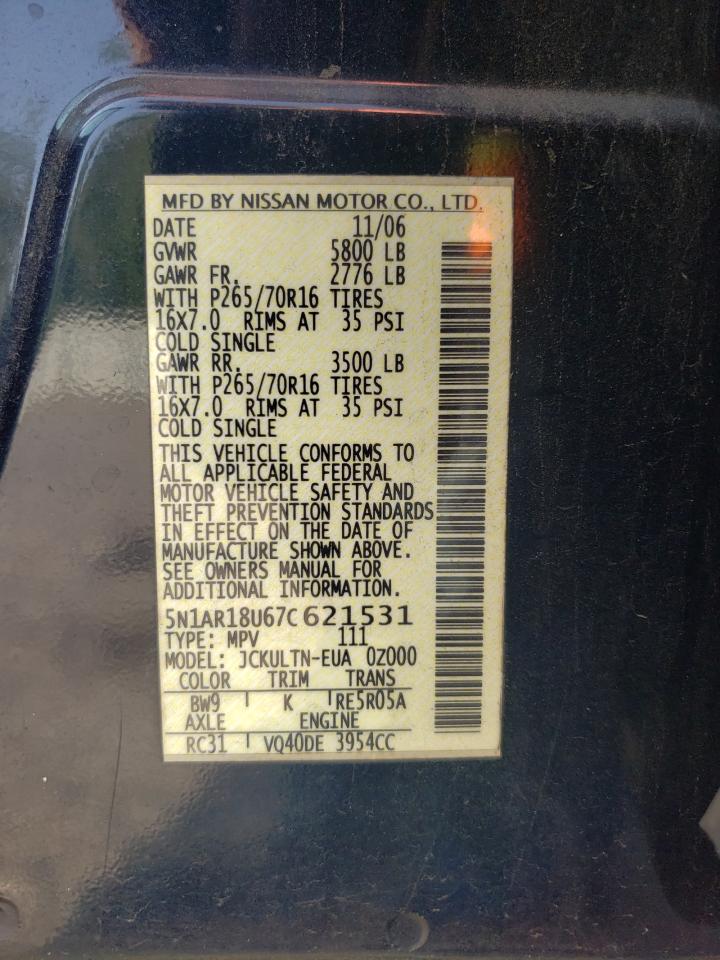 MFD BY NISSAN MOTOR CO., LTD.
DATE 11/06
GVWR 5800 LB
GAWR FR. 2776 LB
WITH P265/70R16 TIRES
16X7.0 RIMS AT 35 PSI
COLD SINGLE
GAWR RR. 3500 LB
WITH P265/70R16 TIRES
16X7.0 RIMS AT 35 PSI
COLD SINGLE
THIS VEHICLE CONFORMS TO
ALL APPLICABLE FEDERAL
MOTOR VEHICLE SAFETY AND
THEFT PREVENTION STANDARDS
IN EFFECT ON THE DATE OF
MANUFACTURE SHOWN ABOVE.
SEE OWNERS MANUAL FOR
ADDITIONAL INFORMATION.
5N1AR18U67C621531
TYPE: MPV 111
MODEL: JCKULTN-EUA 0Z000
COLOR TRIM TRANS
BW9 K RE5R05A
AXLE ENGINE
RC31 VQ40DE 3954CC